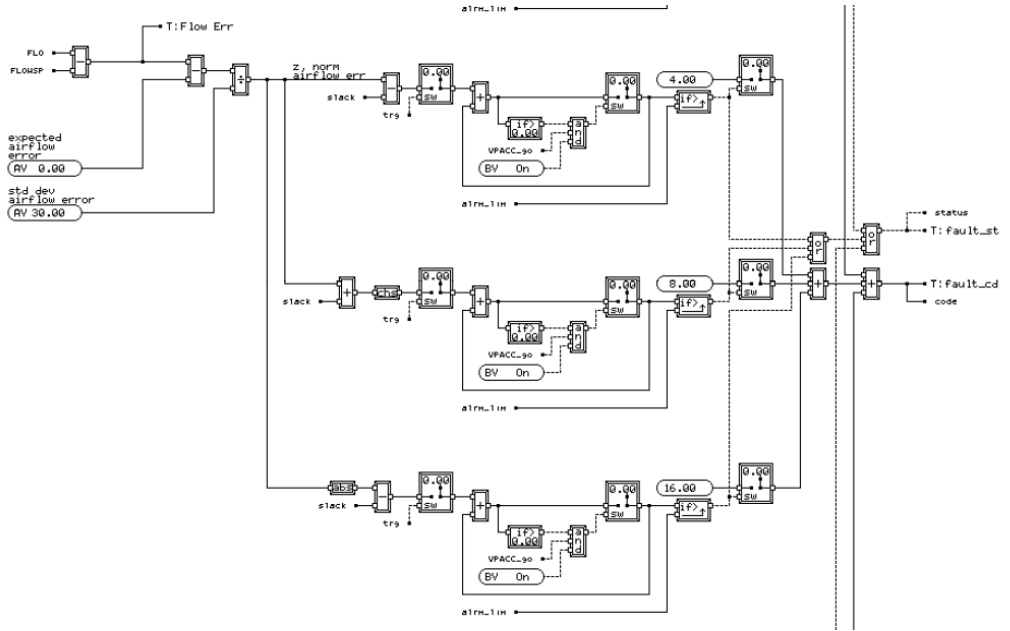 alrm_lim
T:Flow Err
FLO
FLOWSP
z, norm
airflow err
slack
trg
0.00
SW
if>
0.00
VPACC_go
and
BV On
0.00
SW
4.00
if>
0.00
alrm_lim
expected
airflow
error
AV 0.00
std dev
airflow error
AV 30.00
status
T:fault_st
or
or
T:fault_cd
code
slack
chs
trg
0.00
SW
if>
0.00
VPACC_go
and
BV On
0.00
SW
8.00
if>
0.00
alrm_lim
abs
slack
trg
0.00
SW
if>
0.00
VPACC_go
and
BV On
0.00
SW
16.00
if>
0.00
alrm_lim